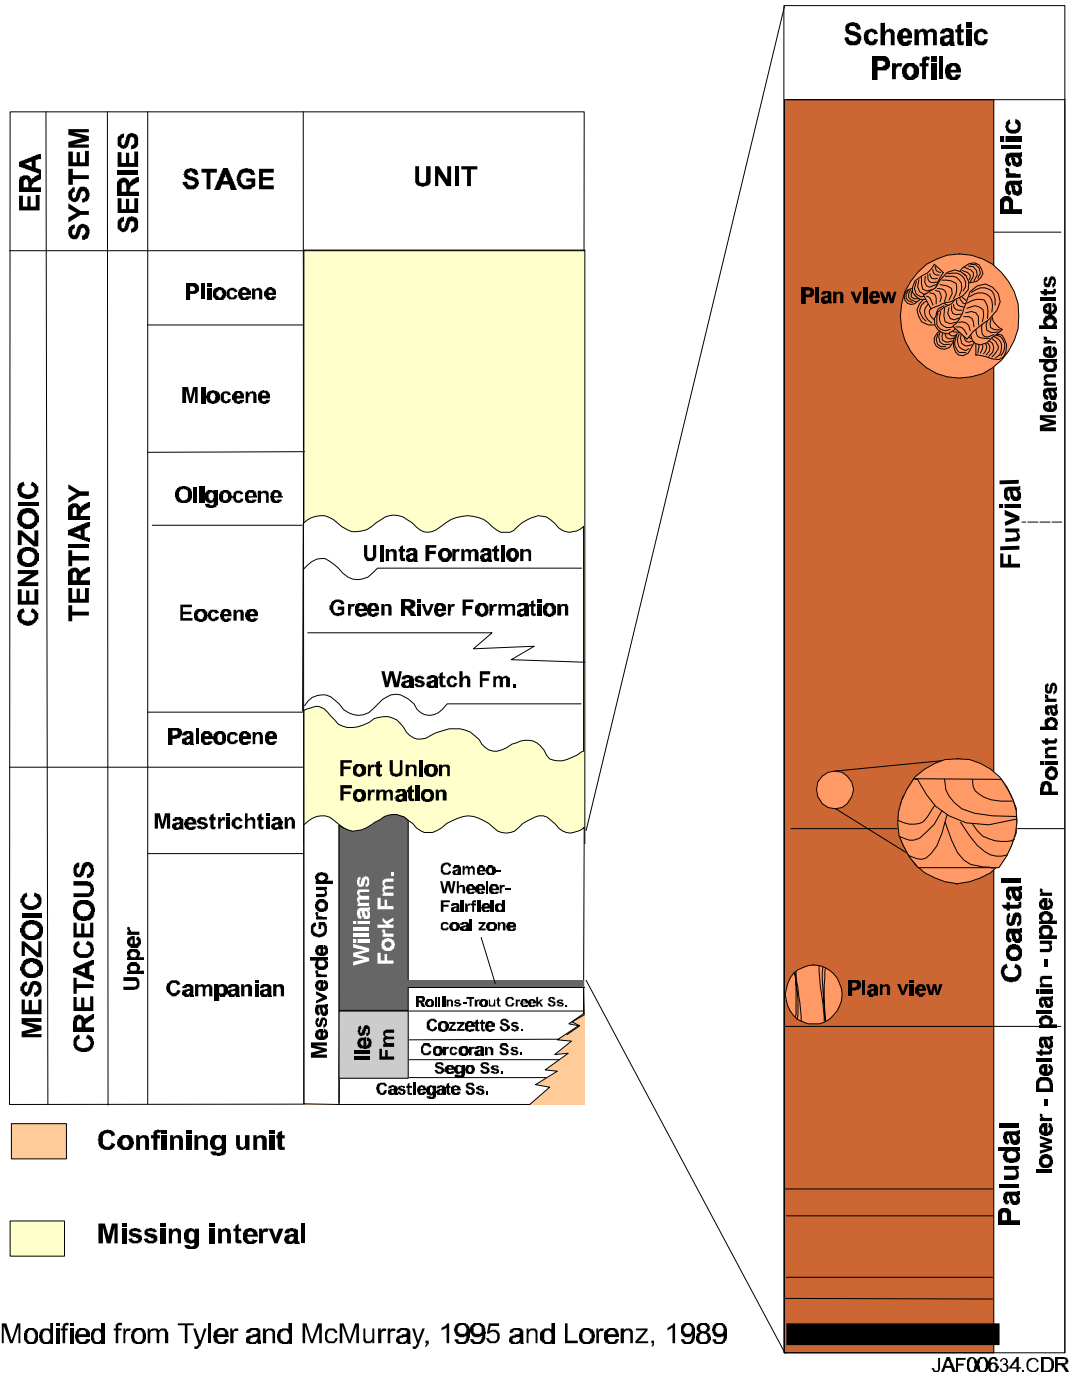 Schematic
Profile
ERA
SYSTEM
SERIES
STAGE
UNIT
CENOZOIC
TERTIARY
Pliocene
Miocene
Oligocene
Eocene
Paleocene
Uinta Formation
Green River Formation
Wasatch Fm.
Fort Union
Formation
MESOZOIC
CRETACEOUS
Upper
Maestrichtian
Campanian
Mesaverde Group
Williams
Fork Fm.
Iles
Fm
Cameo-
Wheeler-
Fairfield
coal zone
Rollins-Trout Creek Ss.
Cozzette Ss.
Corcoran Ss.
Sego Ss.
Castlegate Ss.
Confining unit
Missing interval
Paralic
Plan view
Meander belts
Fluvial
Point bars
Coastal
Plan view
lower - Delta plain - upper
Paludal
Modified from Tyler and McMurray, 1995 and Lorenz, 1989
JAF00634.CDR